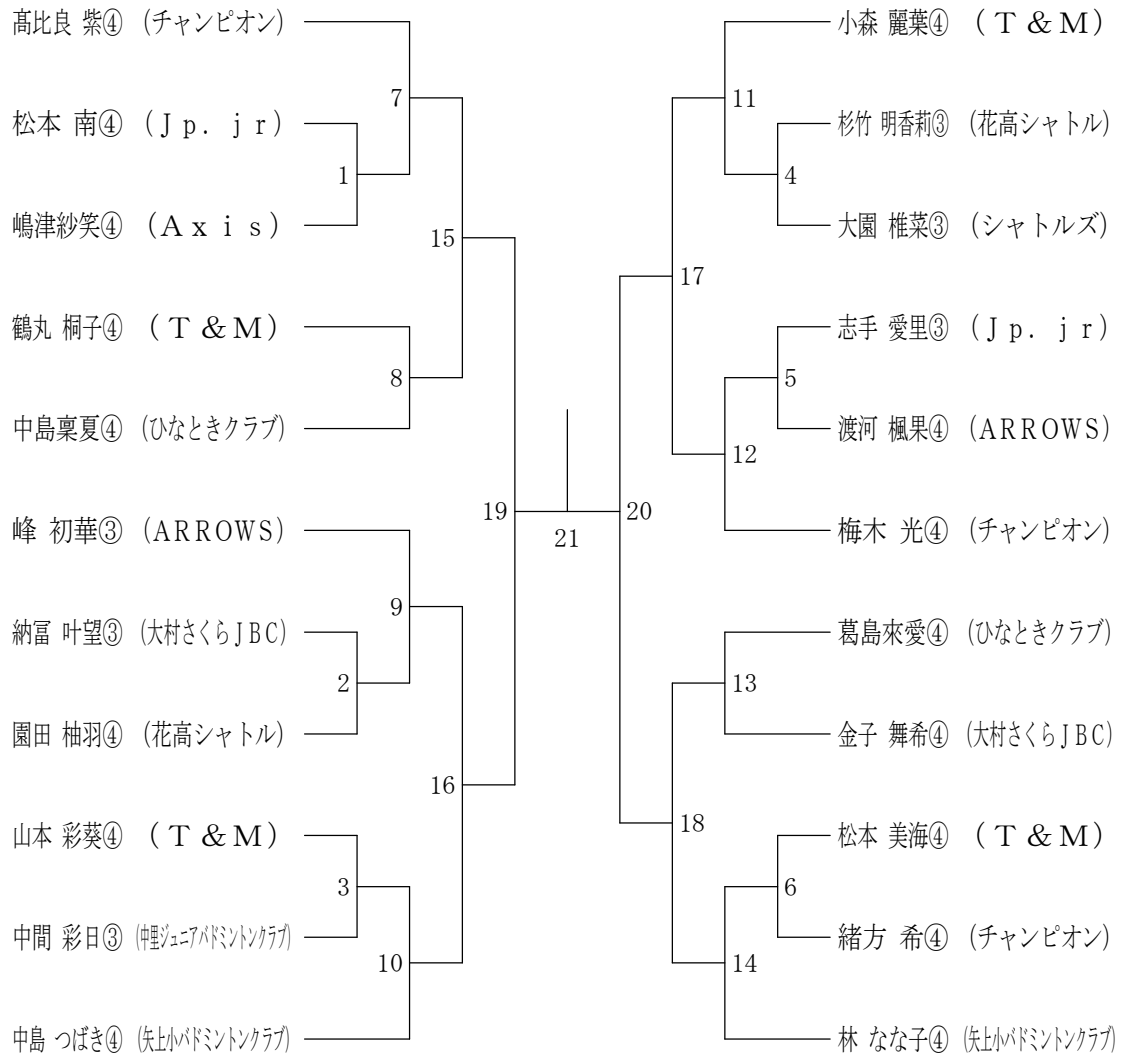 髙比良 紫④ (チャンピオン)
松本 南④ (Ｊｐ．ｊｒ)
嶋津紗笑④ (Ａｘｉｓ)
鶴丸 桐子④ (Ｔ＆Ｍ)
中島稟夏④ (ひなときクラブ)
峰 初華③ (ARROWS)
納冨 叶望③ (大村さくらJBC)
園田 柚羽④ (花高シャトル)
山本 彩葵④ (Ｔ＆Ｍ)
中間 彩日③ (中里ジュニアバドミントンクラブ)
中島 つばき④ (矢上小バドミントンクラブ)
7
1
15
8
9
2
16
3
10
19
21
20
11
4
17
5
12
13
18
6
14
小森 麗葉④ (Ｔ＆Ｍ)
杉竹 明香莉③ (花高シャトル)
大園 椎菜③ (シャトルズ)
志手 愛里③ (Ｊｐ．ｊｒ)
渡河 楓果④ (ARROWS)
梅木 光④ (チャンピオン)
葛島來愛④ (ひなときクラブ)
金子 舞希④ (大村さくらJBC)
松本 美海④ (Ｔ＆Ｍ)
緒方 希④ (チャンピオン)
林 なな子④ (矢上小バドミントンクラブ)